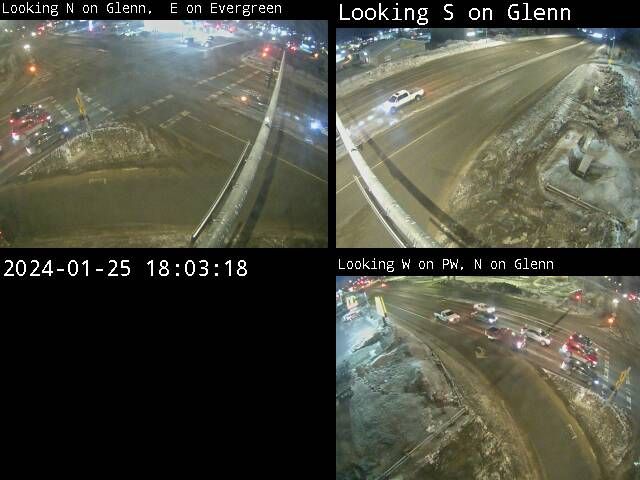 Looking N on Glenn,  E on Evergreen
Looking S on Glenn
2024-01-25 18:03:18
Looking W on PW, N on Glenn